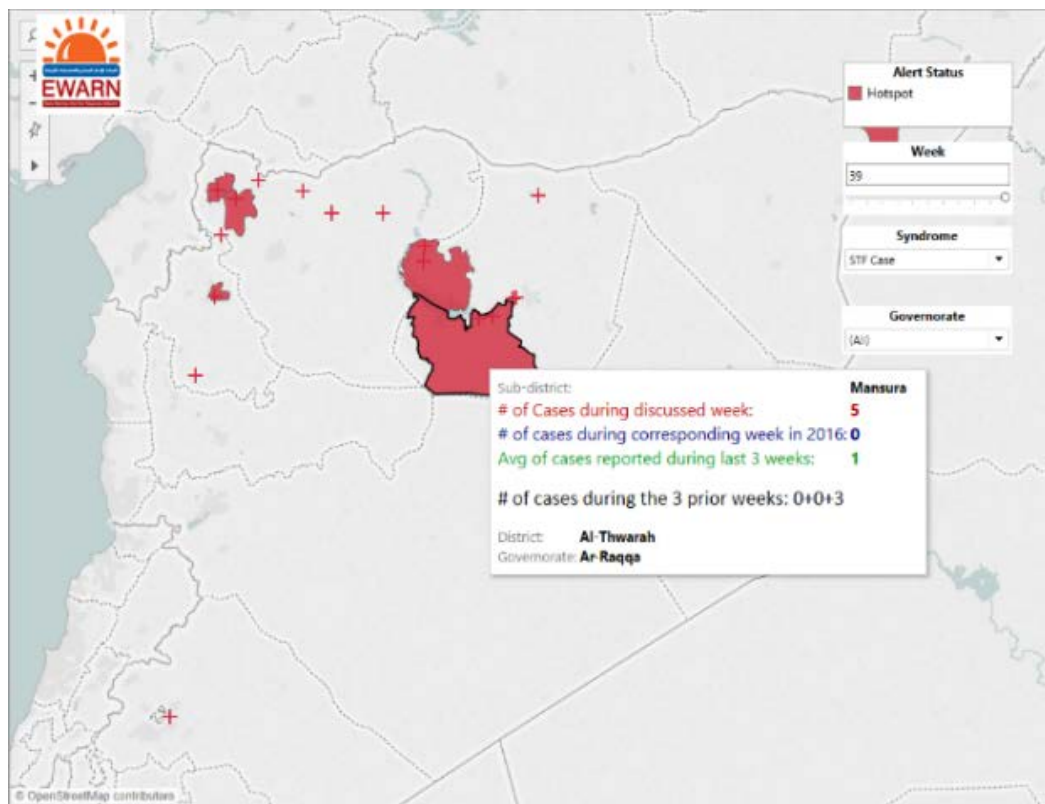 EWARN
Alert Status
Hotspot
Week
39
Syndrome
STF Case
Governorate
(All)
Sub-district: Mansura
# of Cases during discussed week: 5
# of cases during corresponding week in 2016: 0
Avg of cases reported during last 3 weeks: 1
# of cases during the 3 prior weeks: 0+0+3
District: Al-Thwarah
Governorate: Ar-Raqqa
© OpenStreetMap contributors